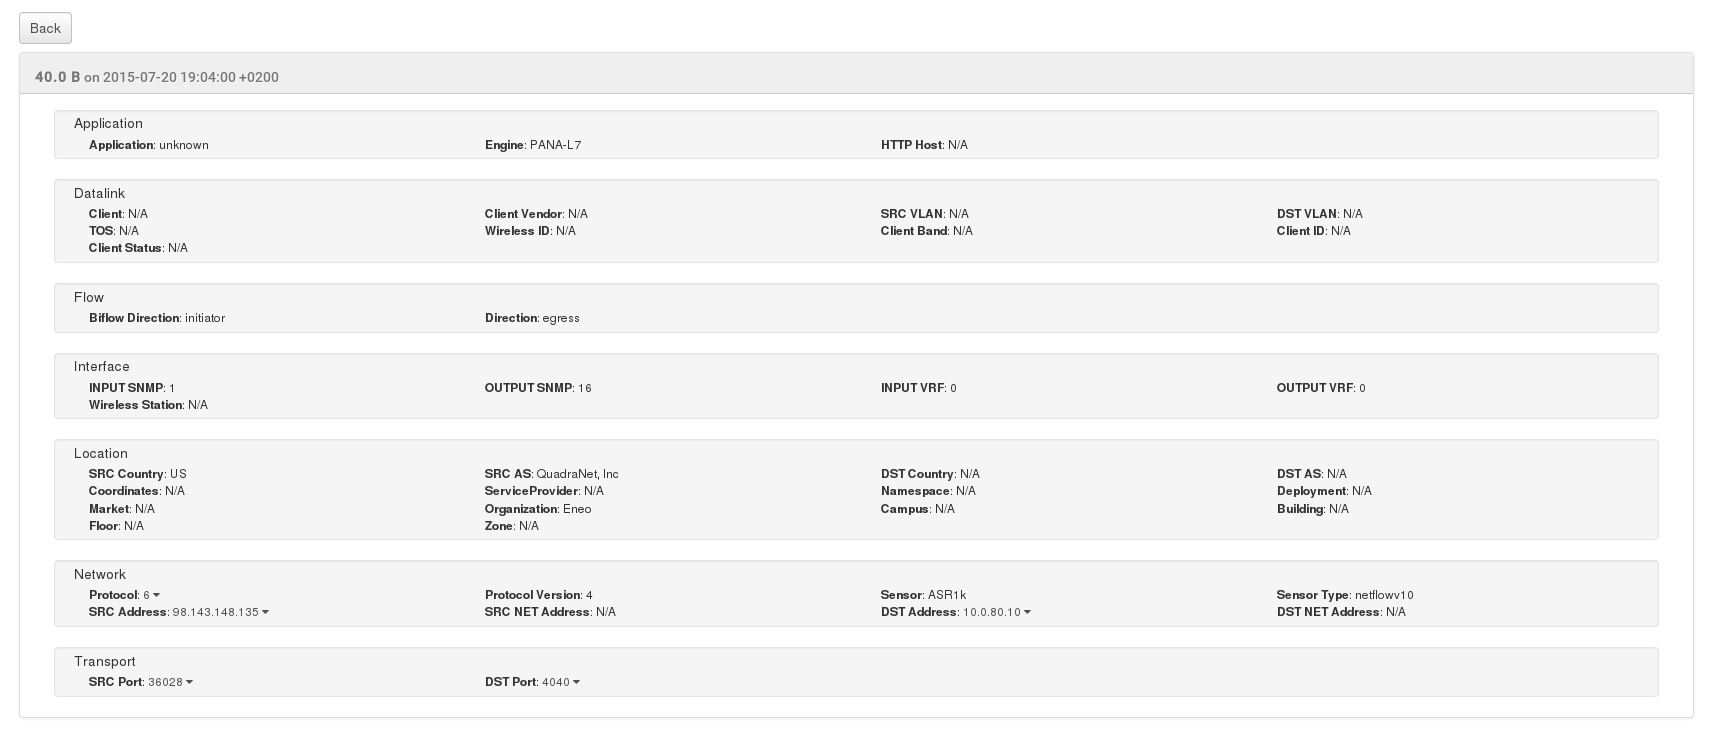 Back
40.0 B on 2015-07-20 19:04:00 +0200
Application
Application: unknown Engine: PANA-L7 HTTP Host: N/A
Datalink
Client: N/A Client Vendor: N/A SRC VLAN: N/A DST VLAN: N/A
TOS: N/A Wireless ID: N/A Client Band: N/A Client ID: N/A
Client Status: N/A
Flow
Biflow Direction: initiator Direction: egress
Interface
INPUT SNMP: 1 OUTPUT SNMP: 16 INPUT VRF: 0 OUTPUT VRF: 0
Wireless Station: N/A
Location
SRC Country: US SRC AS: QuadraNet, Inc DST Country: N/A DST AS: N/A
Coordinates: N/A ServiceProvider: N/A Namespace: N/A Deployment: N/A
Market: N/A Organization: Eneo Campus: N/A Building: N/A
Floor: N/A Zone: N/A
Network
Protocol: 6 Protocol Version: 4 Sensor: ASR1k Sensor Type: netflowv10
SRC Address: 98.143.148.135 SRC NET Address: N/A DST Address: 10.0.80.10 DST NET Address: N/A
Transport
SRC Port: 36028 DST Port: 4040